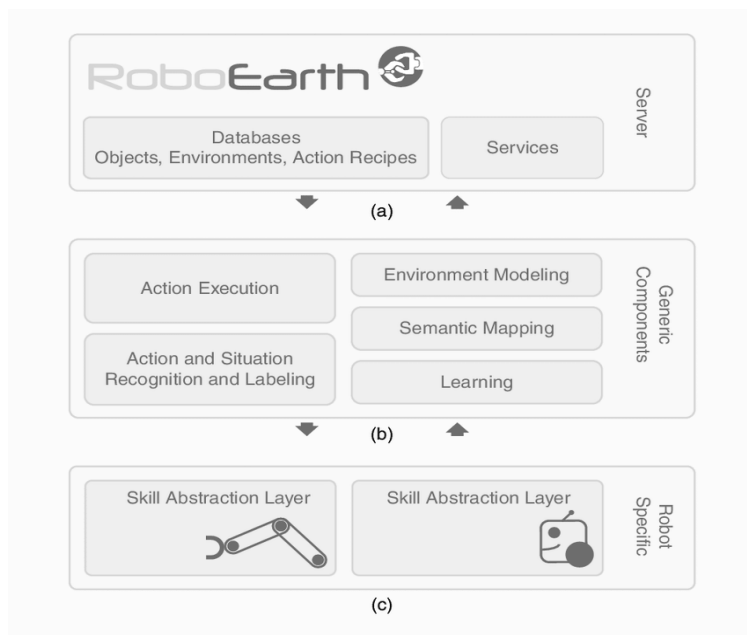 RoboEarth
Databases
Objects, Environments, Action Recipes
Services
Server
(a)
Action Execution
Action and Situation
Recognition and Labeling
Environment Modeling
Semantic Mapping
Learning
Generic
Components
(b)
Skill Abstraction Layer
Skill Abstraction Layer
Robot
Specific
(c)